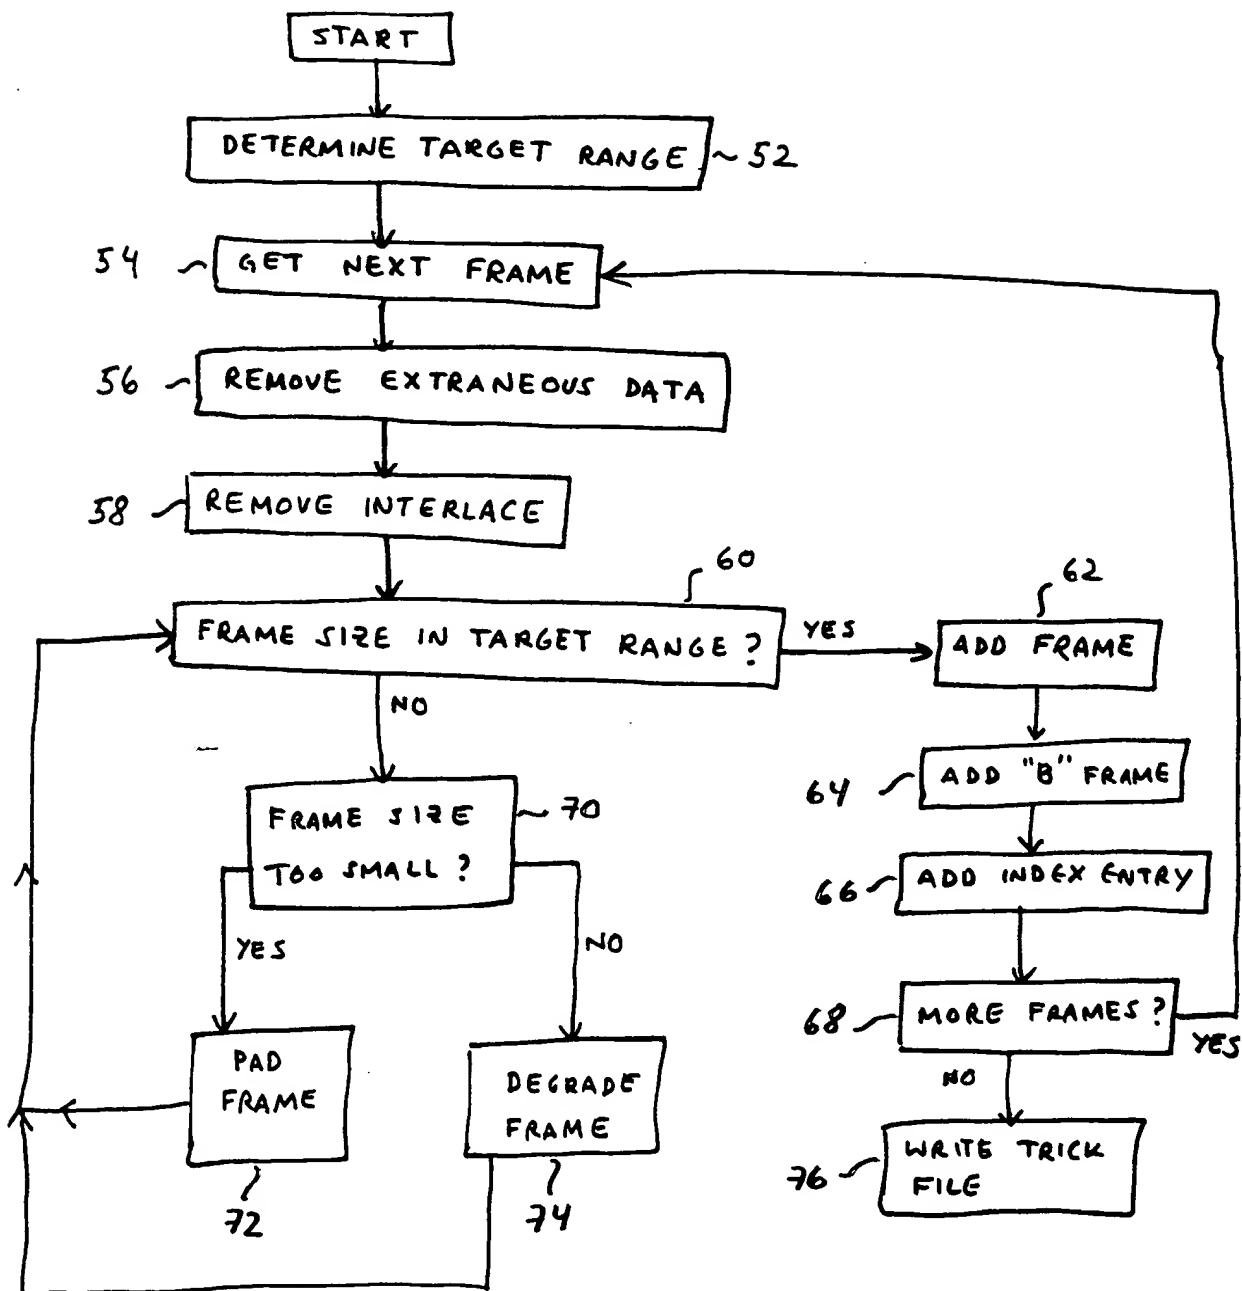 START
DETERMINE TARGET RANGE
52
54
GET NEXT FRAME
56
REMOVE EXTRANEOUS DATA
58
REMOVE INTERLACE
60
FRAME SIZE IN TARGET RANGE?
YES
62
ADD FRAME
NO
64
ADD "B" FRAME
FRAME SIZE
TOO SMALL?
70
66
ADD INDEX ENTRY
YES
NO
68
MORE FRAMES?
YES
NO
PAD
FRAME
72
DEGRADE
FRAME
74
76
WRITE TRICK
FILE